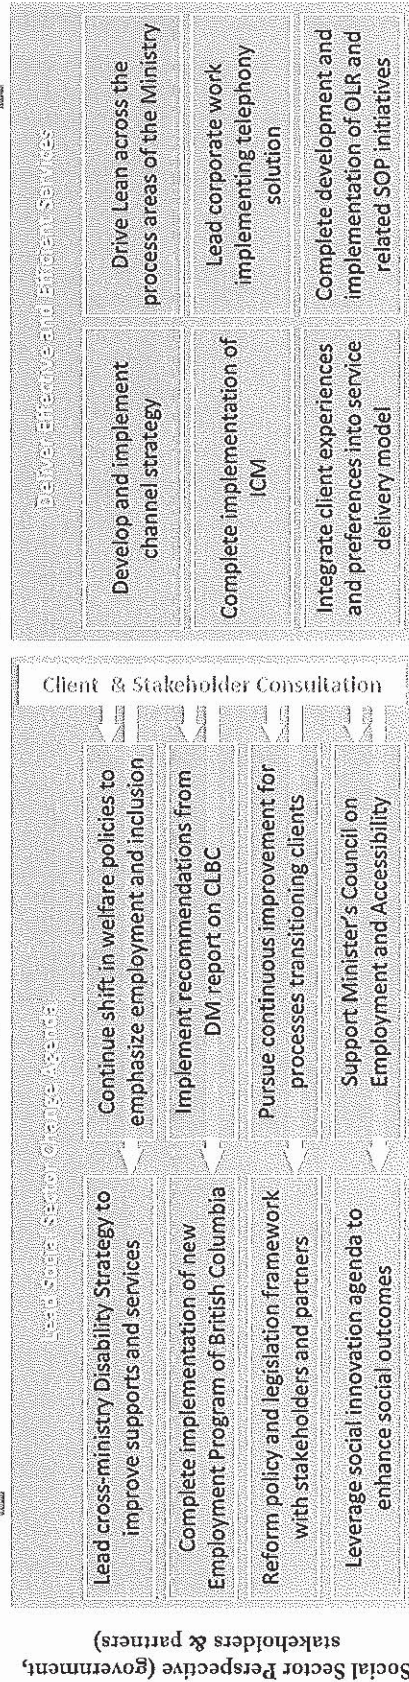 Social Sector Perspective (government,
stakeholders & partners)
Lead Social Sector Change Agenda
Lead cross-ministry Disability Strategy to
improve supports and services
Continue shift in welfare policies to
emphasize employment and inclusion
Complete implementation of new
Employment Program of British Columbia
Implement recommendations from
DM report on CLBC
Reform policy and legislation framework
with stakeholders and partners
Pursue continuous improvement for
processes transitioning clients
Leverage social innovation agenda to
enhance social outcomes
Support Minister's Council on
Employment and Accessibility
Client & Stakeholder Consultation
Deliver Effective and Efficient Services
Develop and implement
channel strategy
Drive Lean across the
process areas of the Ministry
Complete implementation of
ICM
Lead corporate work
implementing telephony
solution
Integrate client experiences
and preferences into service
delivery model
Complete development and
implementation of OLR and
related SOP initiatives